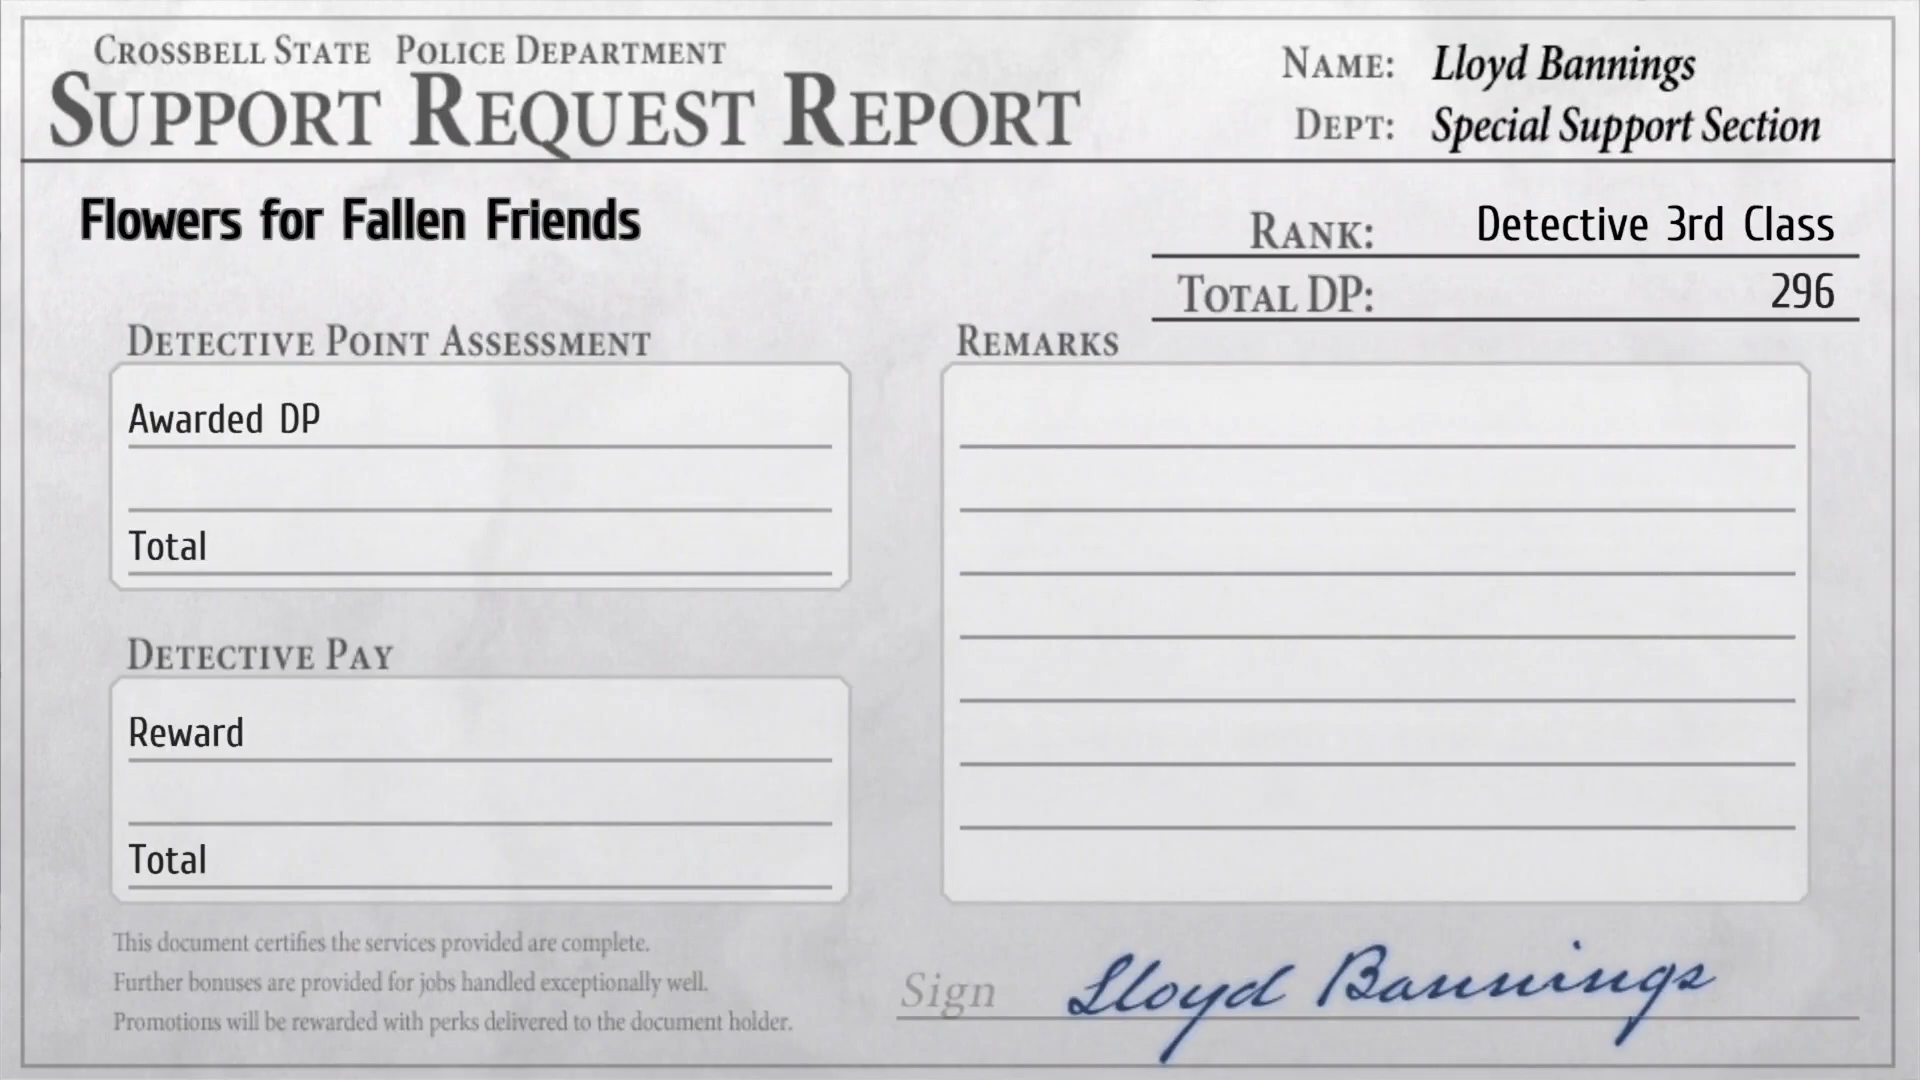 CROSSBELL STATE POLICE DEPARTMENT
SUPPORT REQUEST REPORT
NAME: Lloyd Bannings
DEPT: Special Support Section
Flowers for Fallen Friends
RANK: Detective 3rd Class
TOTAL DP: 296
DETECTIVE POINT ASSESSMENT
Awarded DP
Total
DETECTIVE PAY
Reward
Total
REMARKS
This document certifies the services provided are complete.
Further bonuses are provided for jobs handled exceptionally well.
Promotions will be rewarded with perks delivered to the document holder.
Sign Lloyd Bannings